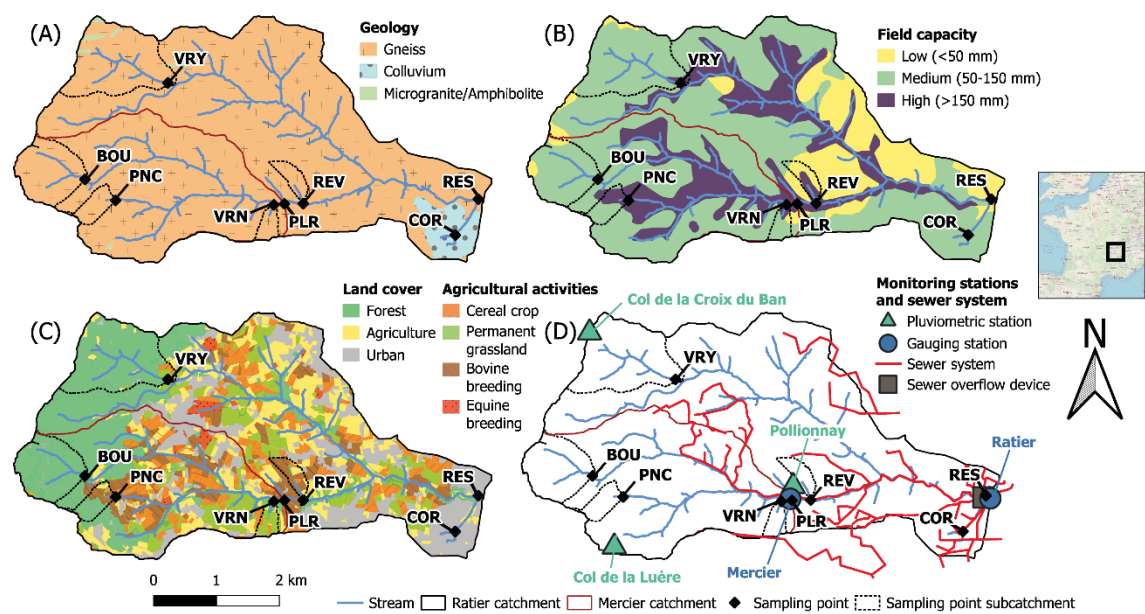 (A)
Geology
Gneiss
Colluvium
Microgranite/Amphibolite
VRY
BOU
PNC
REV
RES
VRN
PLR
COR
(B)
Field capacity
Low (<50 mm)
Medium (50-150 mm)
High (>150 mm)
VRY
BOU
PNC
REV
RES
VRN
PLR
COR
(C)
Land cover
Forest
Agriculture
Urban
Agricultural activities
Cereal crop
Permanent
grassland
Bovine
breeding
Equine
breeding
VRY
BOU
PNC
REV
RES
VRN
PLR
COR
0 1 2 km
(D)
Col de la Croix du Ban
Monitoring stations
and sewer system
Pluviometric station
Gauging station
Sewer system
Sewer overflow device
VRY
Pollionnay
Ratier
BOU
PNC
REV
RES
VRN
PLR
COR
Col de la Luère
Mercier
N
Stream
Ratier catchment
Mercier catchment
Sampling point
Sampling point subcatchment